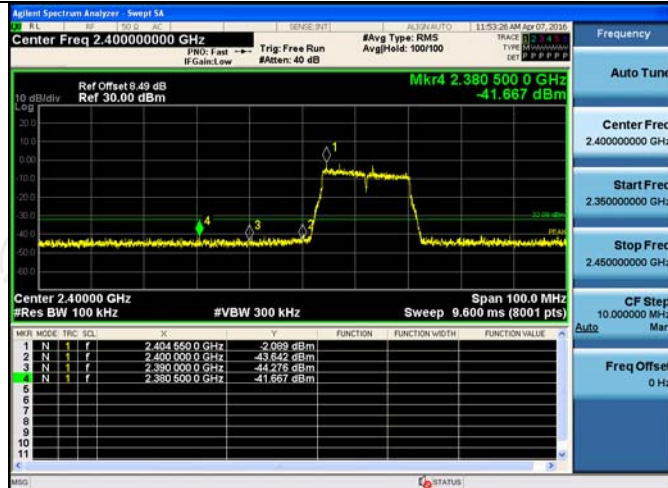 Agilent Spectrum Analyzer - Swept SA
RL RF 50 Ω AC SENSE:INT ALIGNAUTO 11:53:26 AM Apr 07, 2016
Center Freq 2.400000000 GHz
PNO: Fast Trig: Free Run #Avg Type: RMS TRACE 1 2 3 4 5 6
IFGain:Low #Atten: 40 dB Avg|Hold: 100/100 TYPE M
DET P P P P P P
Frequency
Auto Tune
Ref Offset 8.49 dB Mkr4 2.380 500 0 GHz
10 dB/div Ref 30.00 dBm -41.667 dBm
Log
20.0
10.0
0.00
-10.0
-20.0
-30.0
-40.0
-50.0
-60.0
1
2
3
4
PEAK
Center Freq
2.400000000 GHz
Start Freq
2.350000000 GHz
Stop Freq
2.450000000 GHz
CF Step
10.000000 MHz
Auto Man
Freq Offset
0 Hz
Center 2.40000 GHz Span 100.0 MHz
#Res BW 100 kHz #VBW 300 kHz Sweep 9.600 ms (8001 pts)
MKR MODE TRC SCL X Y FUNCTION FUNCTION WIDTH FUNCTION VALUE
1 N 1 f 2.404 550 0 GHz -2.089 dBm
2 N 1 f 2.400 000 0 GHz -43.642 dBm
3 N 1 f 2.390 000 0 GHz -44.276 dBm
4 N 1 f 2.380 500 0 GHz -41.667 dBm
5
6
7
8
9
10
11
MSG STATUS